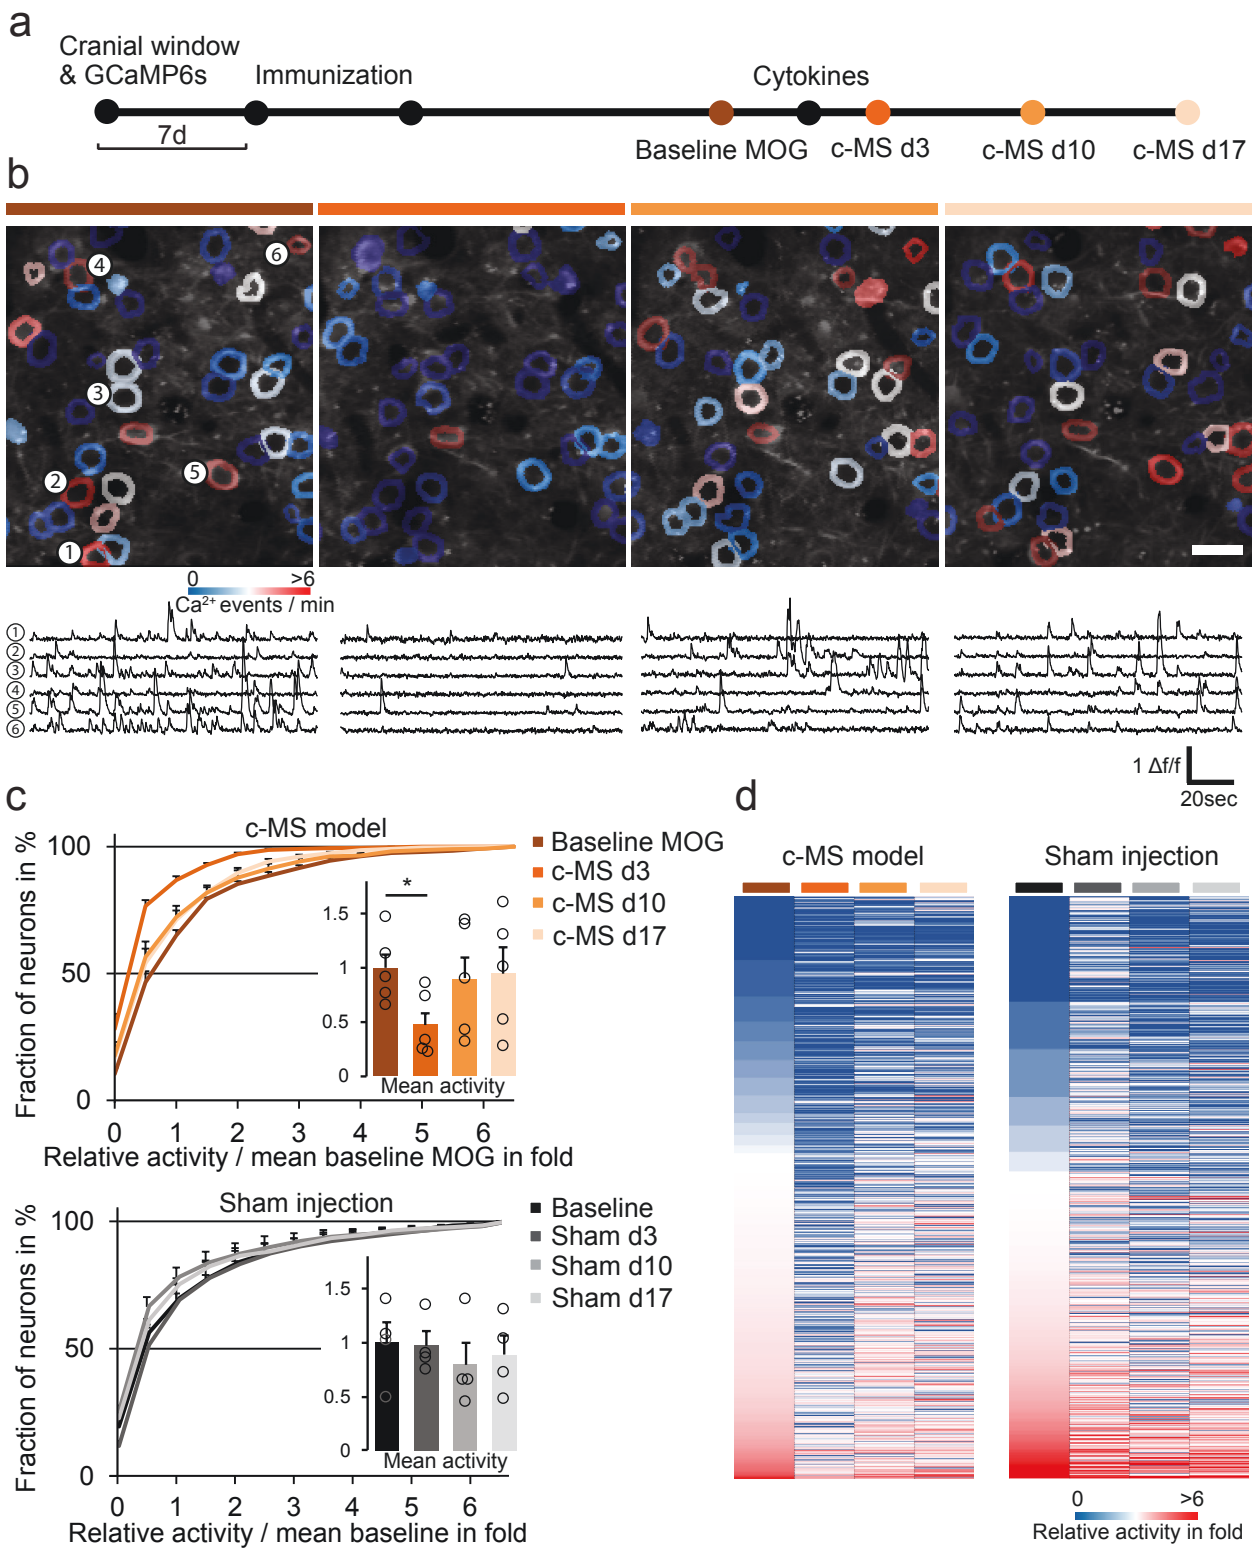 a
Cranial window
& GCaMP6s
Immunization
Cytokines
7d
Baseline MOG
c-MS d3
c-MS d10
c-MS d17
b
4
6
3
2
5
1
0
>6
Ca²⁺ events / min
1
2
3
4
5
6
1 Δf/f
20sec
c
c-MS model
Fraction of neurons in %
100
50
0
0 1 2 3 4 5 6
Relative activity / mean baseline MOG in fold
Baseline MOG
c-MS d3
c-MS d10
c-MS d17
*
1.5
1
0.5
0
Mean activity
Sham injection
Fraction of neurons in %
100
50
0
0 1 2 3 4 5 6
Relative activity / mean baseline in fold
Baseline
Sham d3
Sham d10
Sham d17
1.5
1
0.5
0
Mean activity
d
c-MS model
Sham injection
0
>6
Relative activity in fold